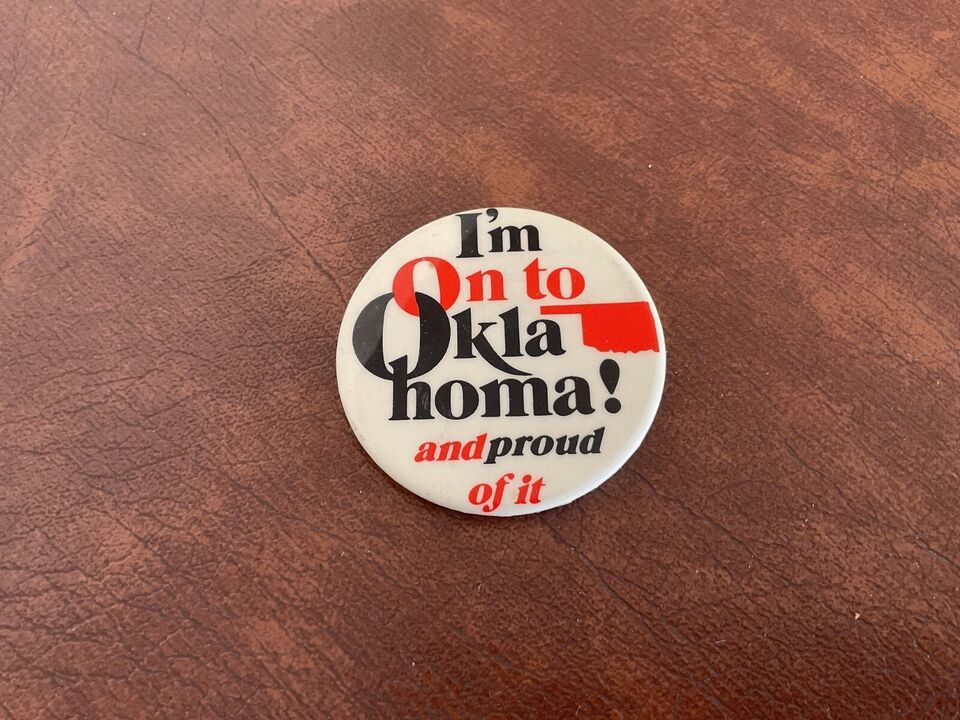 I'm
On to
Okla
homa!
and proud
of it